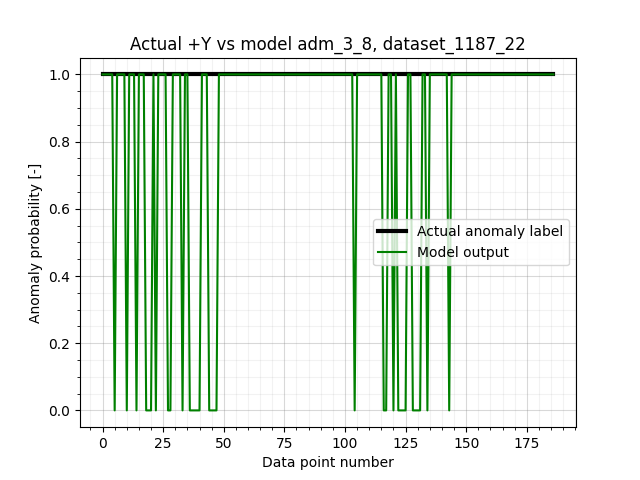 Actual +Y vs model adm_3_8, dataset_1187_22
Anomaly probability [-]
1.0
0.8
0.6
0.4
0.2
0.0
Actual anomaly label
Model output
0 25 50 75 100 125 150 175
Data point number